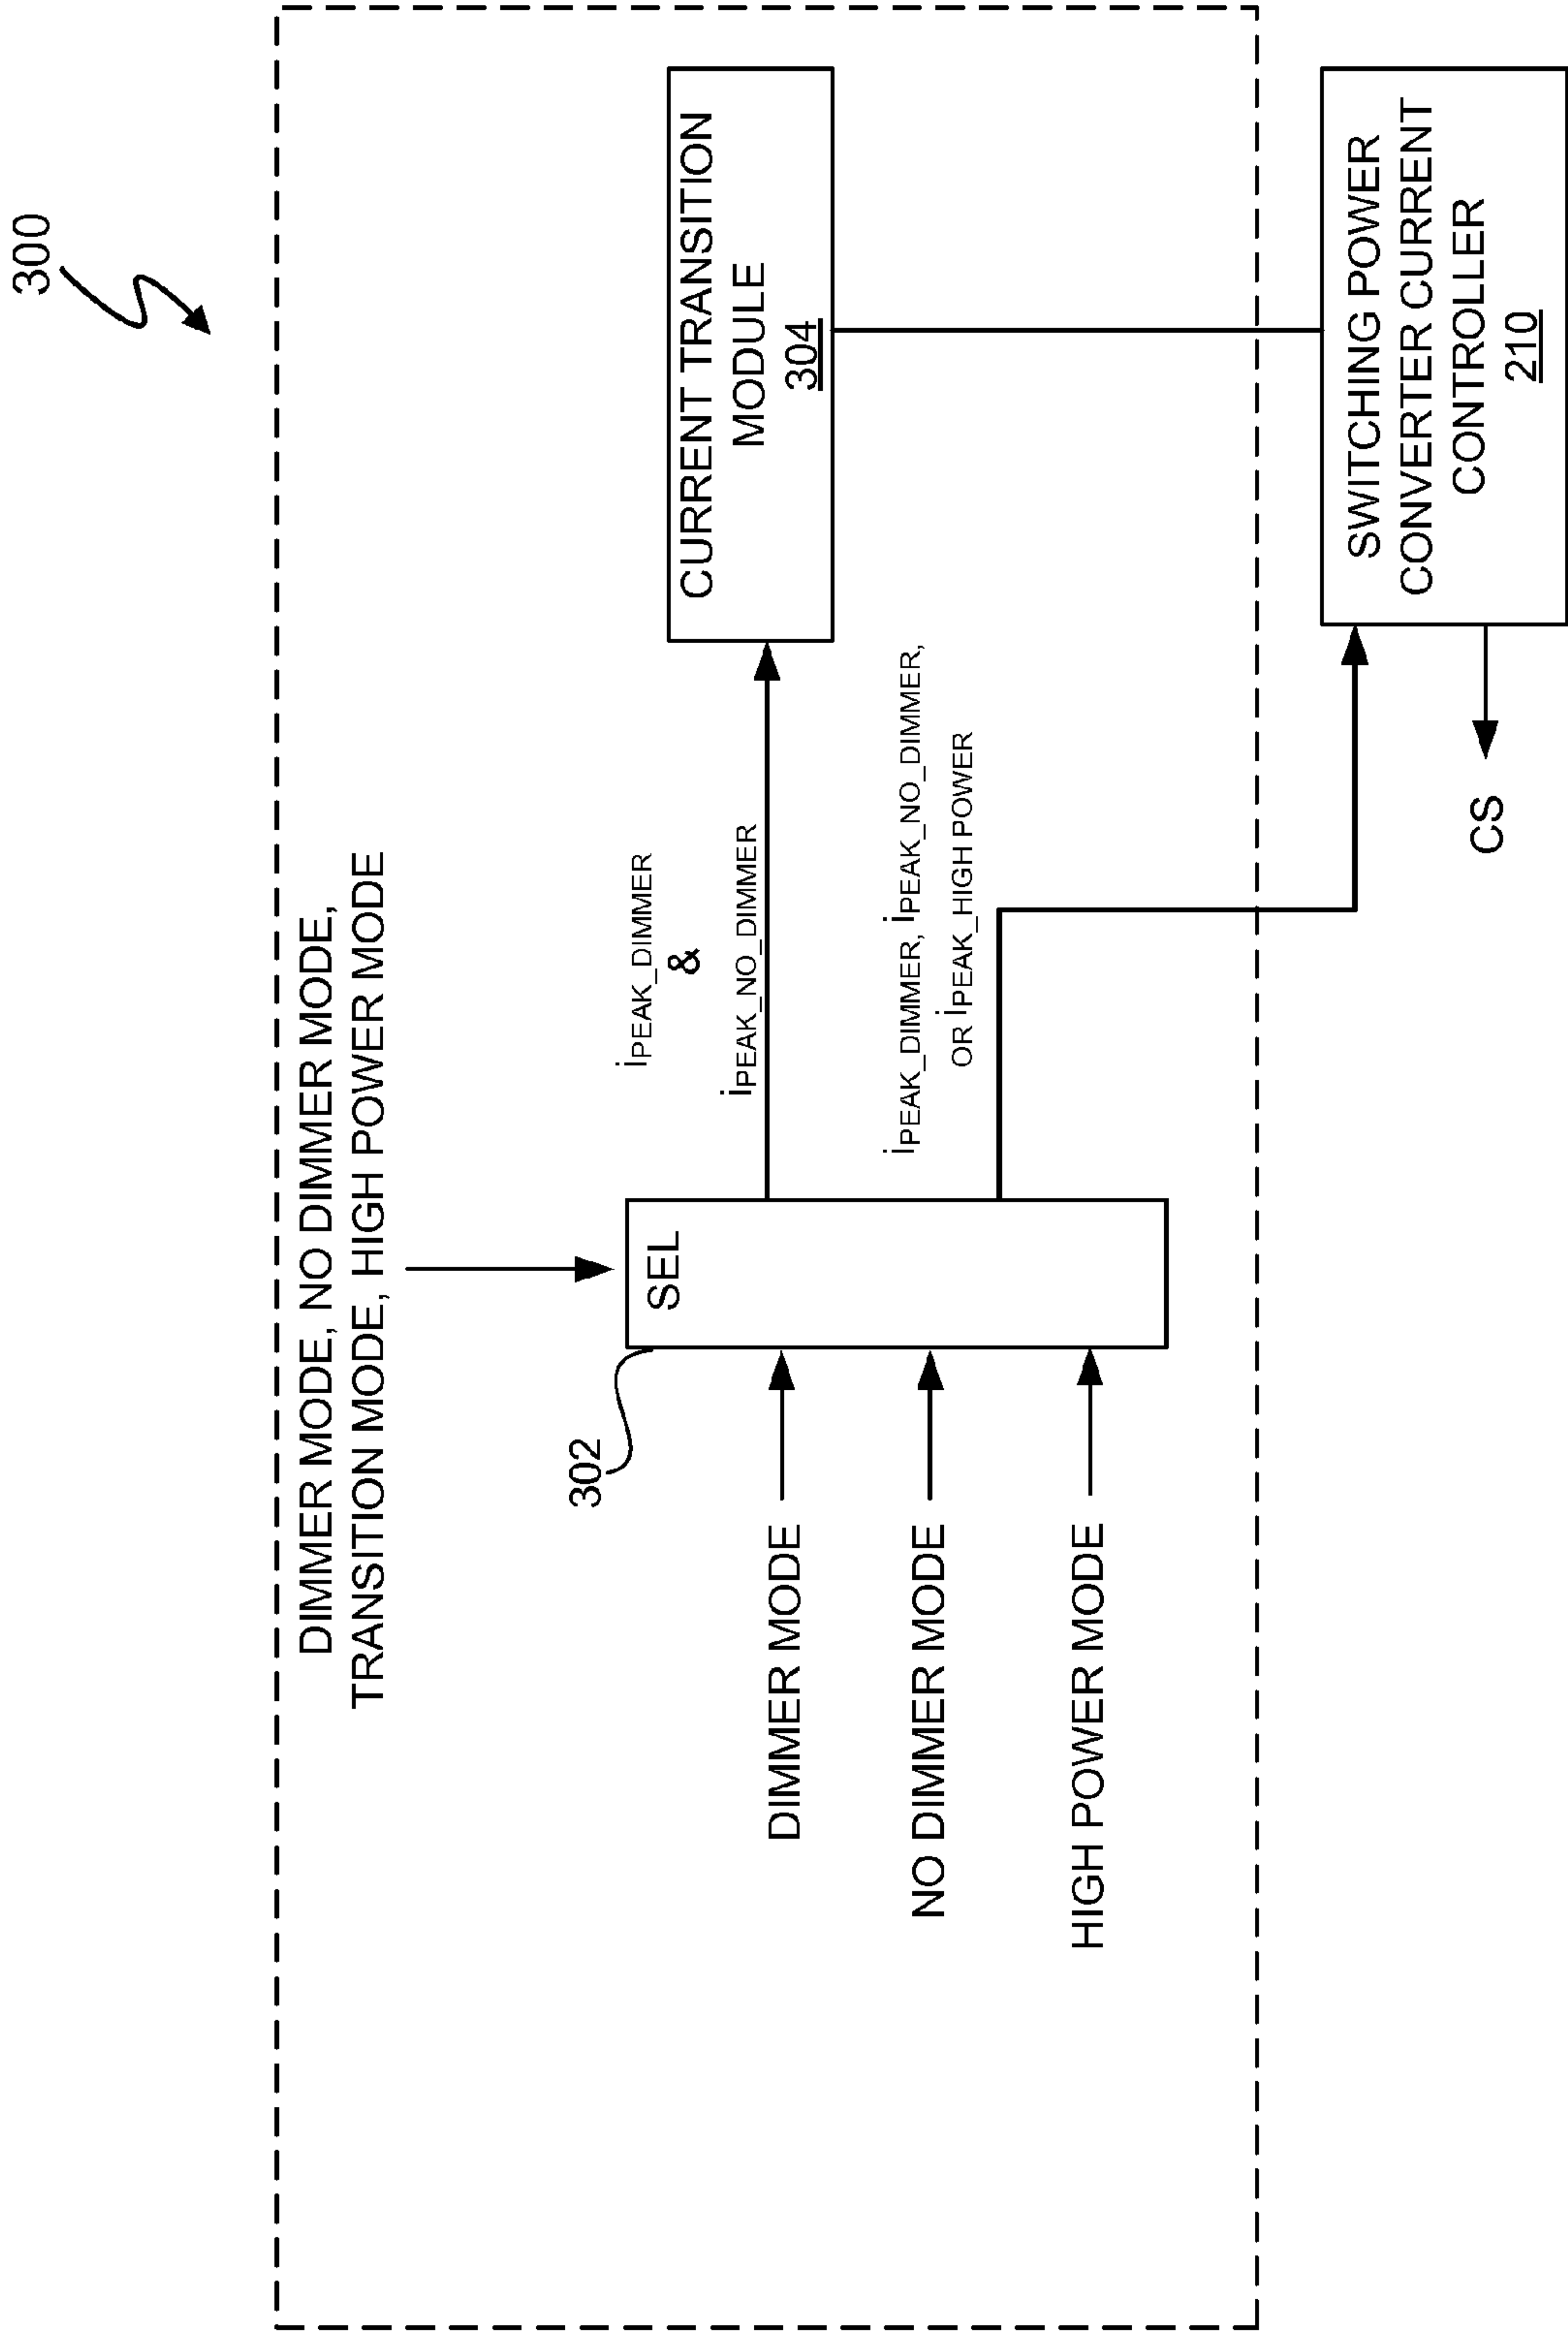 300
DIMMER MODE, NO DIMMER MODE,
TRANSITION MODE, HIGH POWER MODE
302
SEL
DIMMER MODE
NO DIMMER MODE
HIGH POWER MODE
iPEAK_DIMMER
&
iPEAK_NO_DIMMER
iPEAK_DIMMER, iPEAK_NO_DIMMER,
OR iPEAK_HIGH POWER
CURRENT TRANSITION
MODULE
304
SWITCHING POWER
CONVERTER CURRENT
CONTROLLER
210
CS